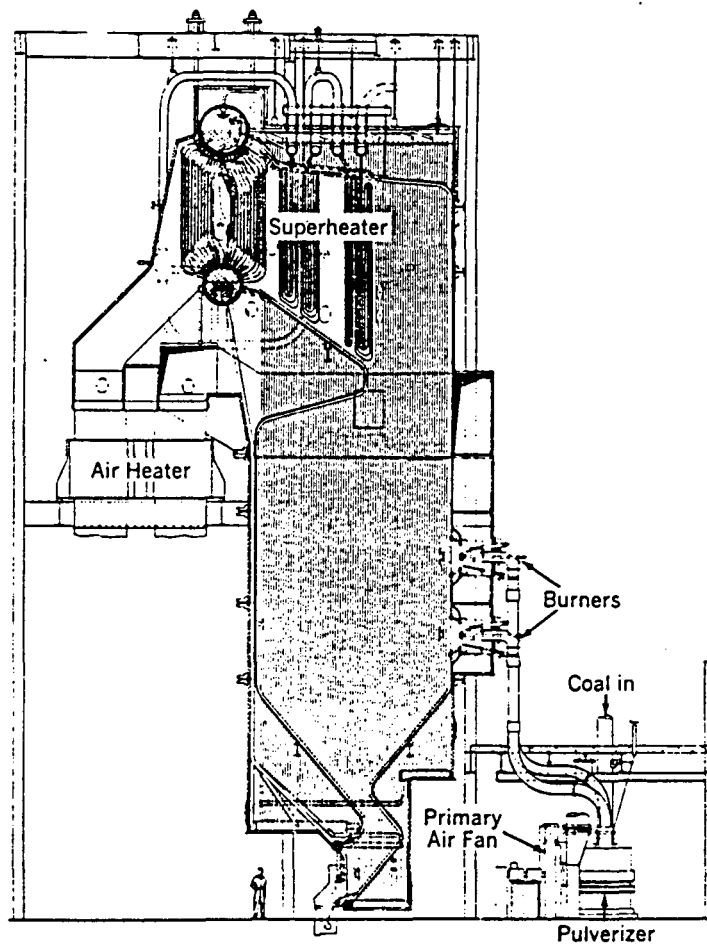 Superheater
Air Heater
Burners
Coal in
Primary
Air Fan
Pulverizer